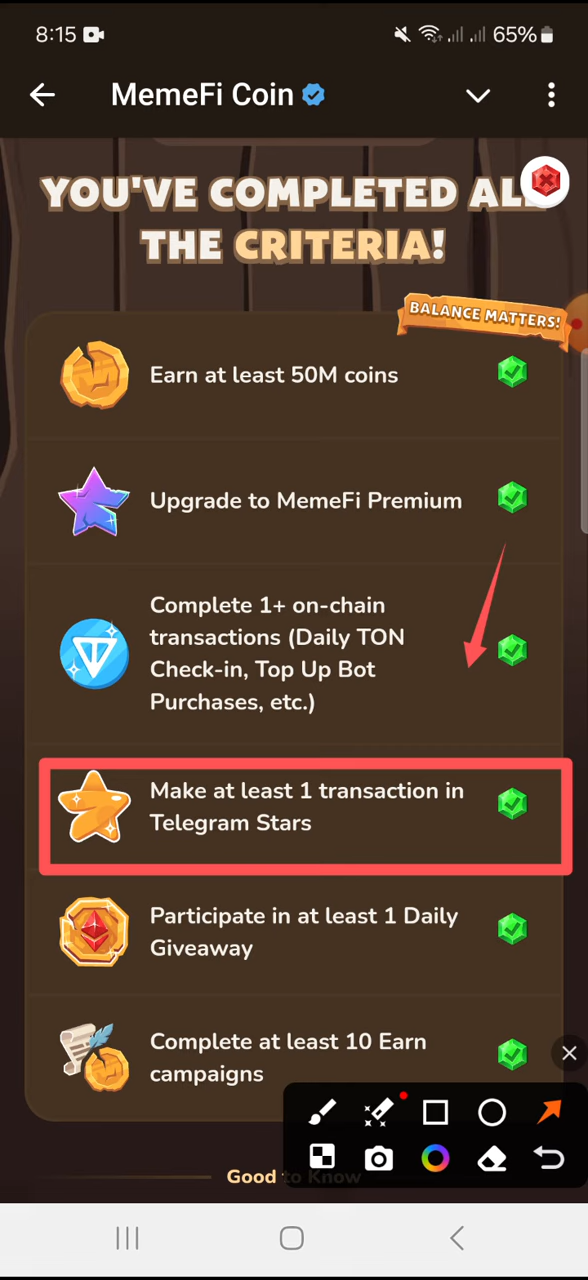 8:15
65%
MemeFi Coin
YOU'VE COMPLETED ALL
THE CRITERIA!
BALANCE MATTERS!
Earn at least 50M coins
Upgrade to MemeFi Premium
Complete 1+ on-chain
transactions (Daily TON
Check-in, Top Up Bot
Purchases, etc.)
Make at least 1 transaction in
Telegram Stars
Participate in at least 1 Daily
Giveaway
Complete at least 10 Earn
campaigns
Good to Know